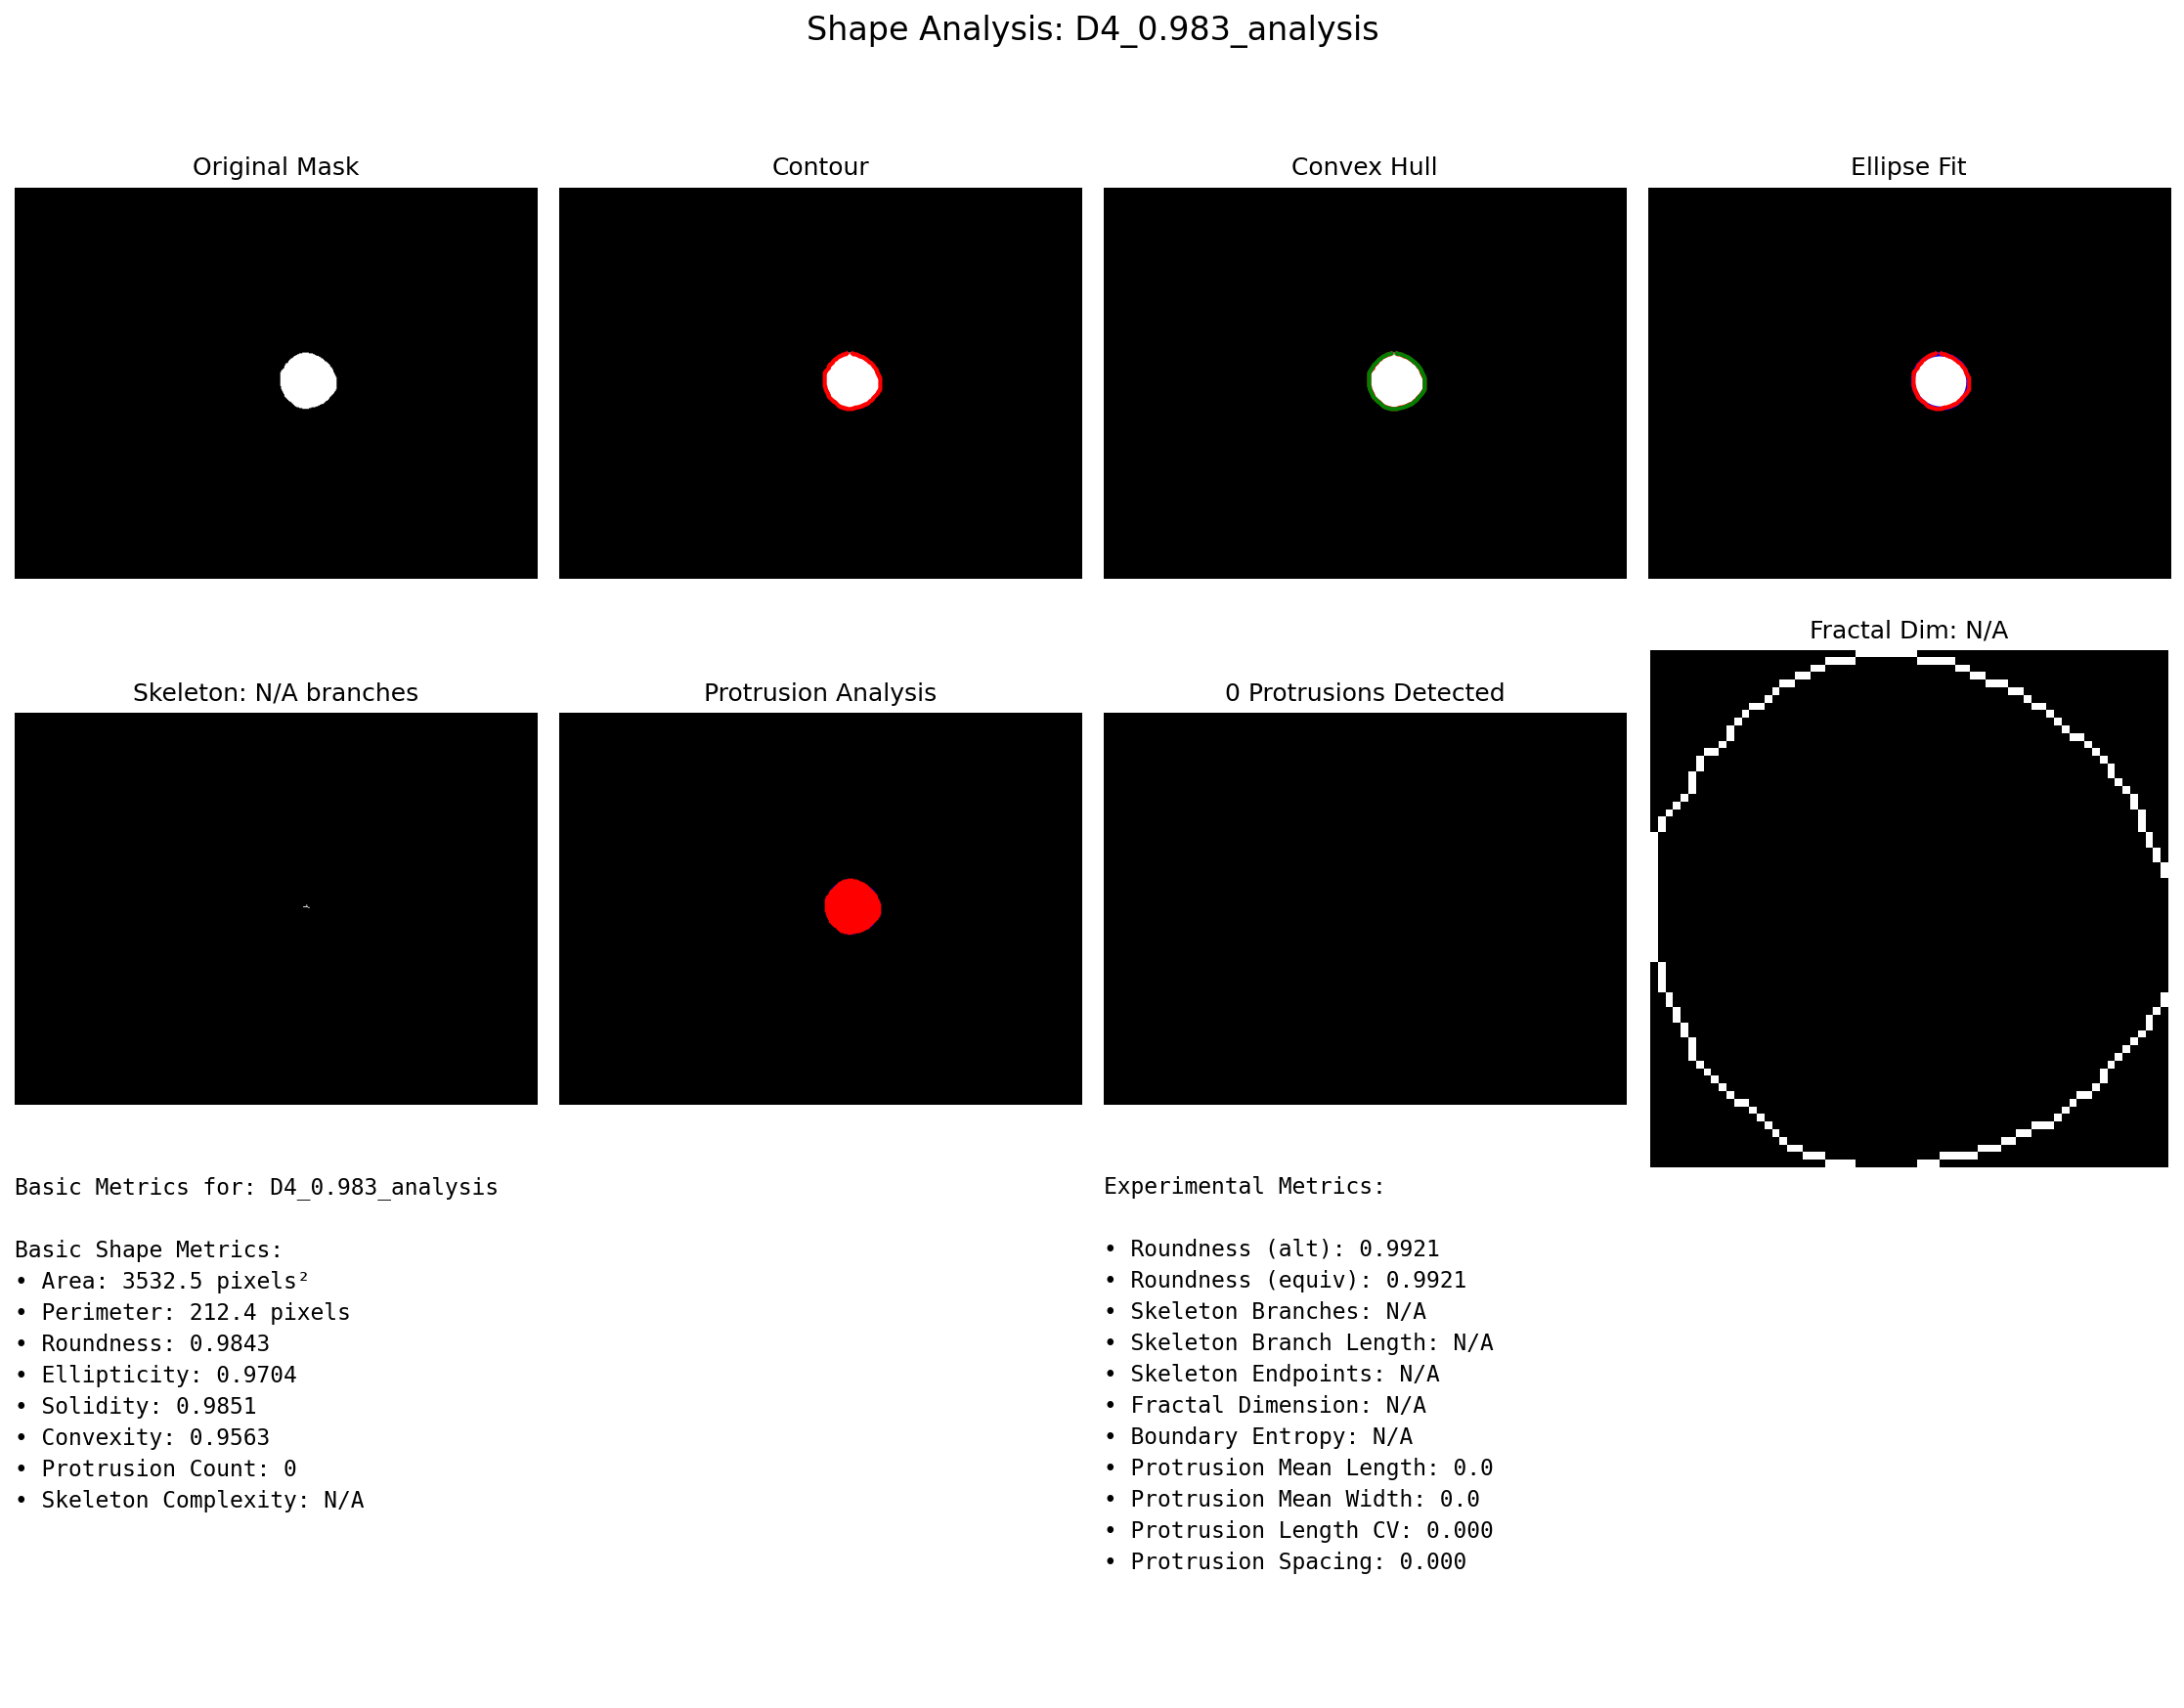 Shape Analysis: D4_0.983_analysis
Original Mask
Contour
Convex Hull
Ellipse Fit
Skeleton: N/A branches
Protrusion Analysis
0 Protrusions Detected
Fractal Dim: N/A
Basic Metrics for: D4_0.983_analysis
Basic Shape Metrics:
• Area: 3532.5 pixels²
• Perimeter: 212.4 pixels
• Roundness: 0.9843
• Ellipticity: 0.9704
• Solidity: 0.9851
• Convexity: 0.9563
• Protrusion Count: 0
• Skeleton Complexity: N/A
Experimental Metrics:
• Roundness (alt): 0.9921
• Roundness (equiv): 0.9921
• Skeleton Branches: N/A
• Skeleton Branch Length: N/A
• Skeleton Endpoints: N/A
• Fractal Dimension: N/A
• Boundary Entropy: N/A
• Protrusion Mean Length: 0.0
• Protrusion Mean Width: 0.0
• Protrusion Length CV: 0.000
• Protrusion Spacing: 0.000